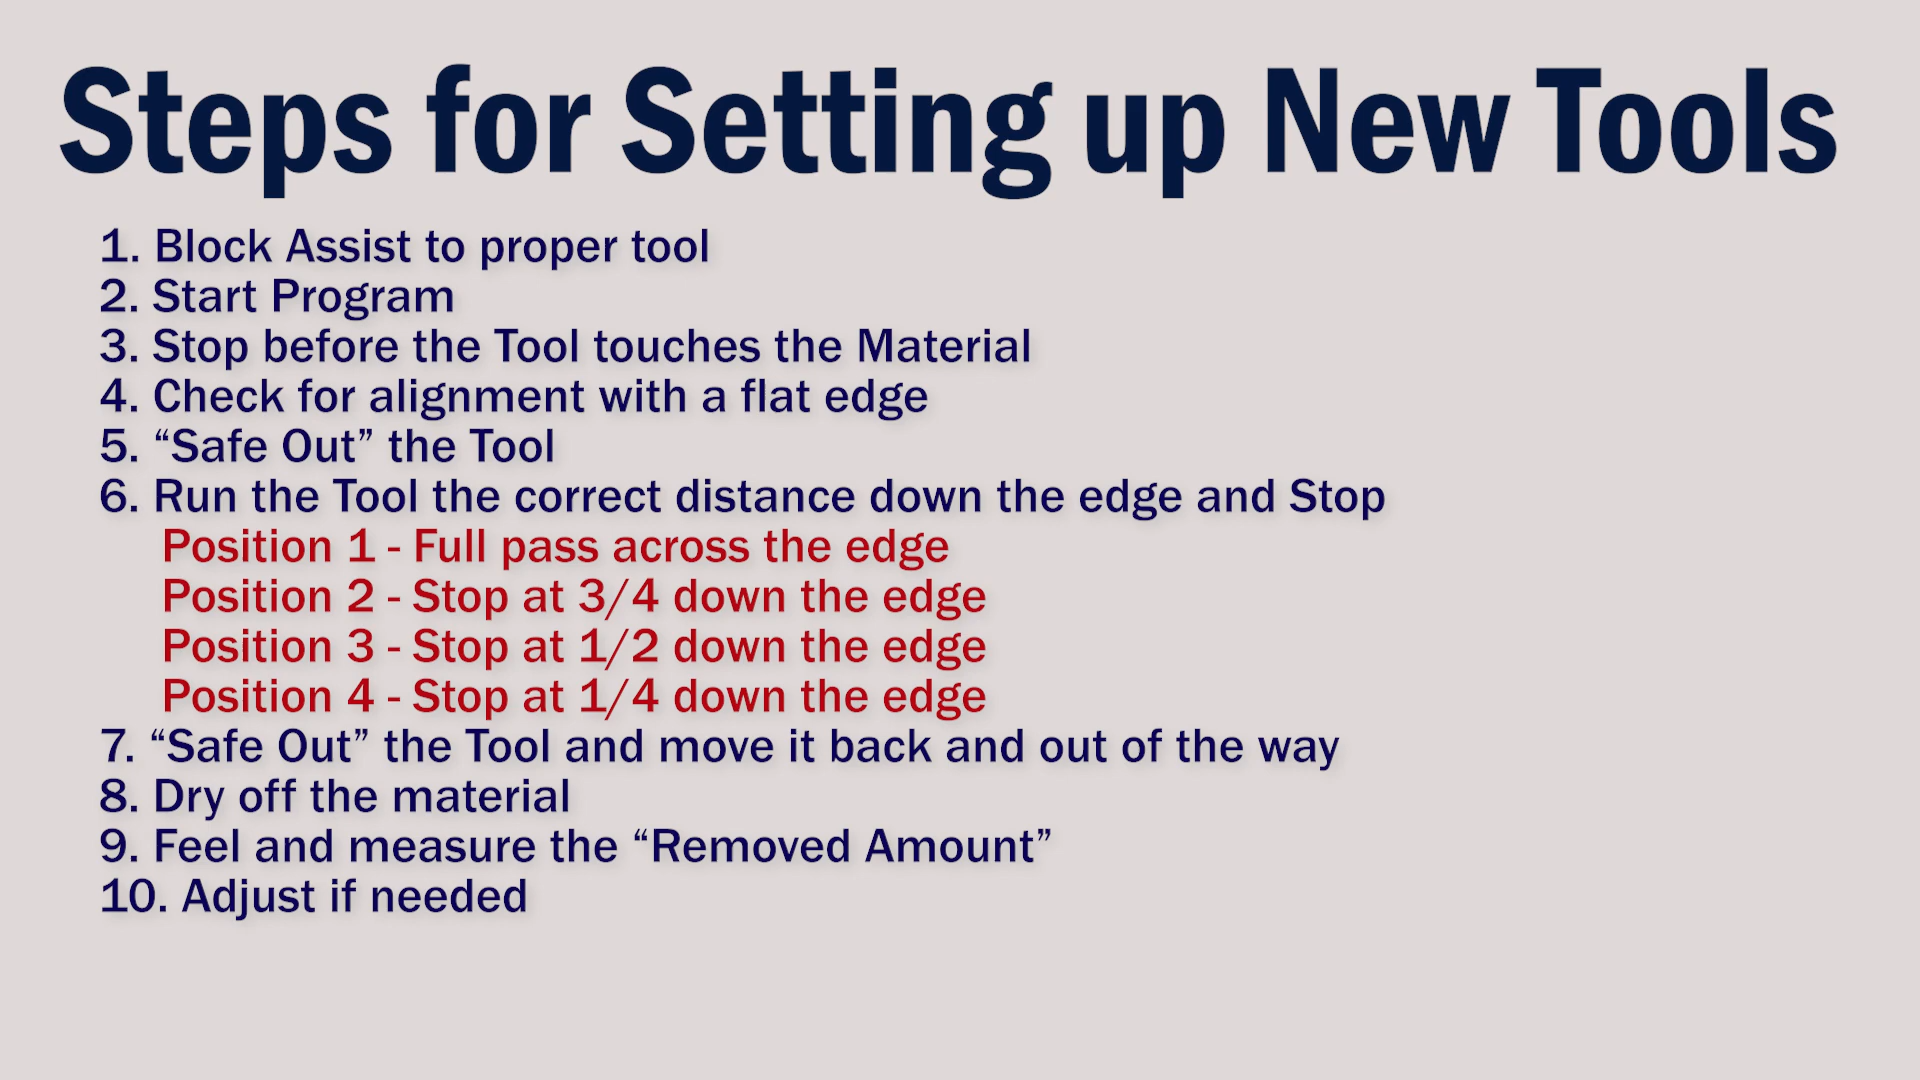 Steps for Setting up New Tools
1. Block Assist to proper tool
2. Start Program
3. Stop before the Tool touches the Material
4. Check for alignment with a flat edge
5. “Safe Out” the Tool
6. Run the Tool the correct distance down the edge and Stop
Position 1 - Full pass across the edge
Position 2 - Stop at 3/4 down the edge
Position 3 - Stop at 1/2 down the edge
Position 4 - Stop at 1/4 down the edge
7. “Safe Out” the Tool and move it back and out of the way
8. Dry off the material
9. Feel and measure the “Removed Amount”
10. Adjust if needed